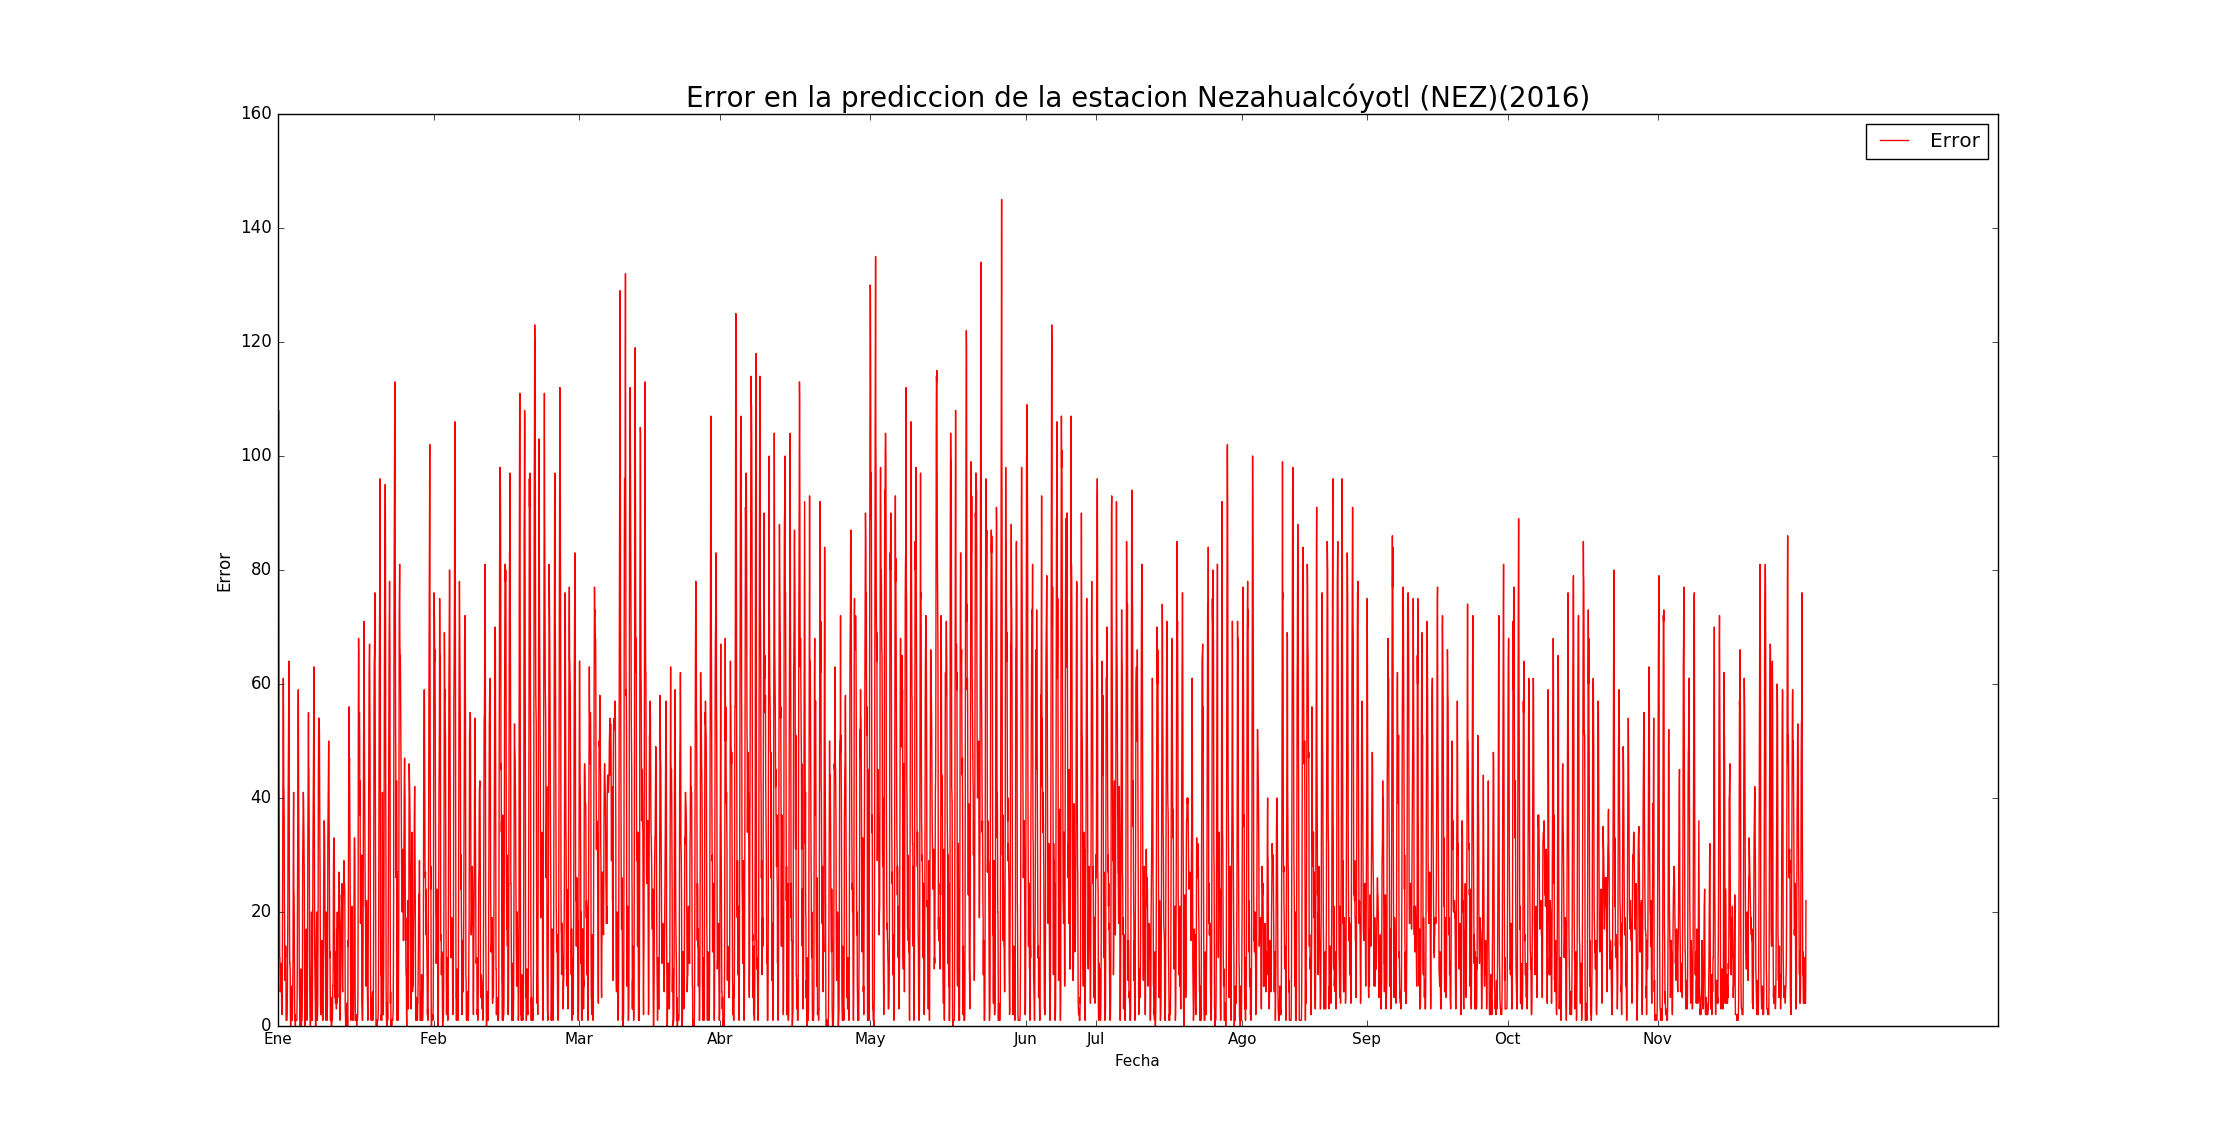 Error en la prediccion de la estacion Nezahualcóyotl (NEZ)(2016)
Error
160
140
120
100
80
60
40
20
0
Error
Ene Feb Mar Abr May Jun Jul Ago Sep Oct Nov
Fecha